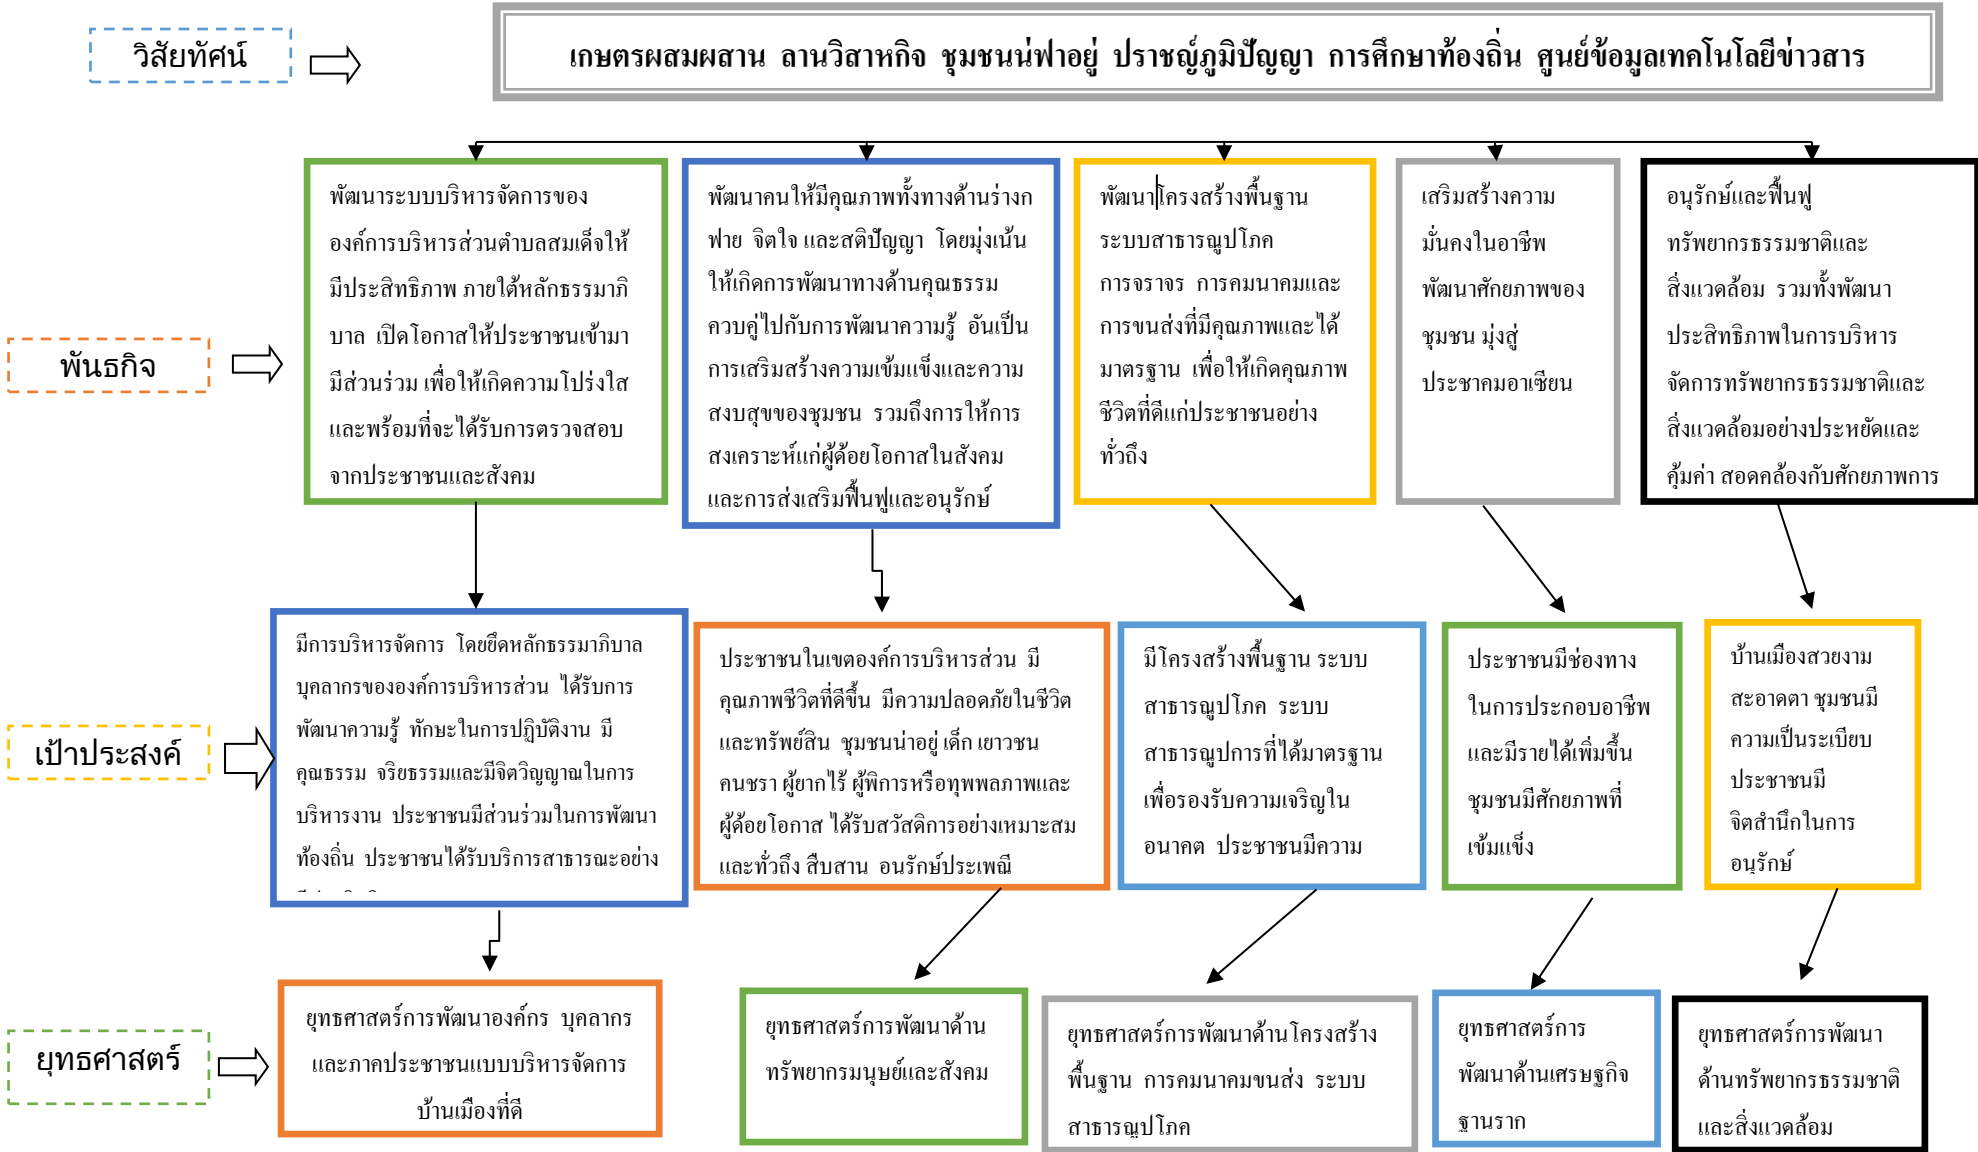 วิสัยทัศน์
เกษตรผสมผสาน ลานวิสาหกิจ ชุมชนน่ฟาอยู่ ปราชญ์ภูมิปัญญา การศึกษาท้องถิ่น ศูนย์ข้อมูลเทคโนโลยีข่าวสาร
พันธกิจ
พัฒนาระบบบริหารจัดการของ
องค์การบริหารส่วนตำบลสมเด็จให้
มีประสิทธิภาพ ภายใต้หลักธรรมาภิ
บาล เปิดโอกาสให้ประชาชนเข้ามา
มีส่วนร่วม เพื่อให้เกิดความโปร่งใส
และพร้อมที่จะได้รับการตรวจสอบ
จากประชาชนและสังคม
พัฒนาคนให้มีคุณภาพทั้งทางด้านร่างก
ฟาย จิตใจ และสติปัญญา โดยมุ่งเน้น
ให้เกิดการพัฒนาทางด้านคุณธรรม
ควบคู่ไปกับการพัฒนาความรู้ อันเป็น
การเสริมสร้างความเข้มแข็งและความ
สงบสุขของชุมชน รวมถึงการให้การ
สงเคราะห์แก่ผู้ด้อยโอกาสในสังคม
และการส่งเสริมฟื้นฟูและอนุรักษ์
พัฒนาโครงสร้างพื้นฐาน
ระบบสาธารณูปโภค
การจราจร การคมนาคมและ
การขนส่งที่มีคุณภาพและได้
มาตรฐาน เพื่อให้เกิดคุณภาพ
ชีวิตที่ดีแก่ประชาชนอย่าง
ทั่วถึง
เสริมสร้างความ
มั่นคงในอาชีพ
พัฒนาศักยภาพของ
ชุมชน มุ่งสู่
ประชาคมอาเซียน
อนุรักษ์และฟื้นฟู
ทรัพยากรธรรมชาติและ
สิ่งแวดล้อม รวมทั้งพัฒนา
ประสิทธิภาพในการบริหาร
จัดการทรัพยากรธรรมชาติและ
สิ่งแวดล้อมอย่างประหยัดและ
คุ้มค่า สอดคล้องกับศักยภาพการ
เป้าประสงค์
มีการบริหารจัดการ โดยยึดหลักธรรมาภิบาล
บุคลากรขององค์การบริหารส่วน ได้รับการ
พัฒนาความรู้ ทักษะในการปฏิบัติงาน มี
คุณธรรม จริยธรรมและมีจิตวิญญาณในการ
บริหารงาน ประชาชนมีส่วนร่วมในการพัฒนา
ท้องถิ่น ประชาชนได้รับบริการสาธารณะอย่าง
ประชาชนในเขตองค์การบริหารส่วน มี
คุณภาพชีวิตที่ดีขึ้น มีความปลอดภัยในชีวิต
และทรัพย์สิน ชุมชนน่าอยู่ เด็ก เยาวชน
คนชรา ผู้ยากไร้ ผู้พิการหรือทุพพลภาพและ
ผู้ด้อยโอกาส ได้รับสวัสดิการอย่างเหมาะสม
และทั่วถึง สืบสาน อนุรักษ์ประเพณี
มีโครงสร้างพื้นฐาน ระบบ
สาธารณูปโภค ระบบ
สาธารณูปการที่ได้มาตรฐาน
เพื่อรองรับความเจริญใน
อนาคต ประชาชนมีความ
ประชาชนมีช่องทาง
ในการประกอบอาชีพ
และมีรายได้เพิ่มขึ้น
ชุมชนมีศักยภาพที่
เข้มแข็ง
บ้านเมืองสวยงาม
สะอาดตา ชุมชนมี
ความเป็นระเบียบ
ประชาชนมี
จิตสำนึกในการ
อนุรักษ์
ยุทธศาสตร์
ยุทธศาสตร์การพัฒนาองค์กร บุคลากร
และภาคประชาชนแบบบริหารจัดการ
บ้านเมืองที่ดี
ยุทธศาสตร์การพัฒนาด้าน
ทรัพยากรมนุษย์และสังคม
ยุทธศาสตร์การพัฒนาด้านโครงสร้าง
พื้นฐาน การคมนาคมขนส่ง ระบบ
สาธารณูปโภค
ยุทธศาสตร์การ
พัฒนาด้านเศรษฐกิจ
ฐานราก
ยุทธศาสตร์การพัฒนา
ด้านทรัพยากรธรรมชาติ
และสิ่งแวดล้อม